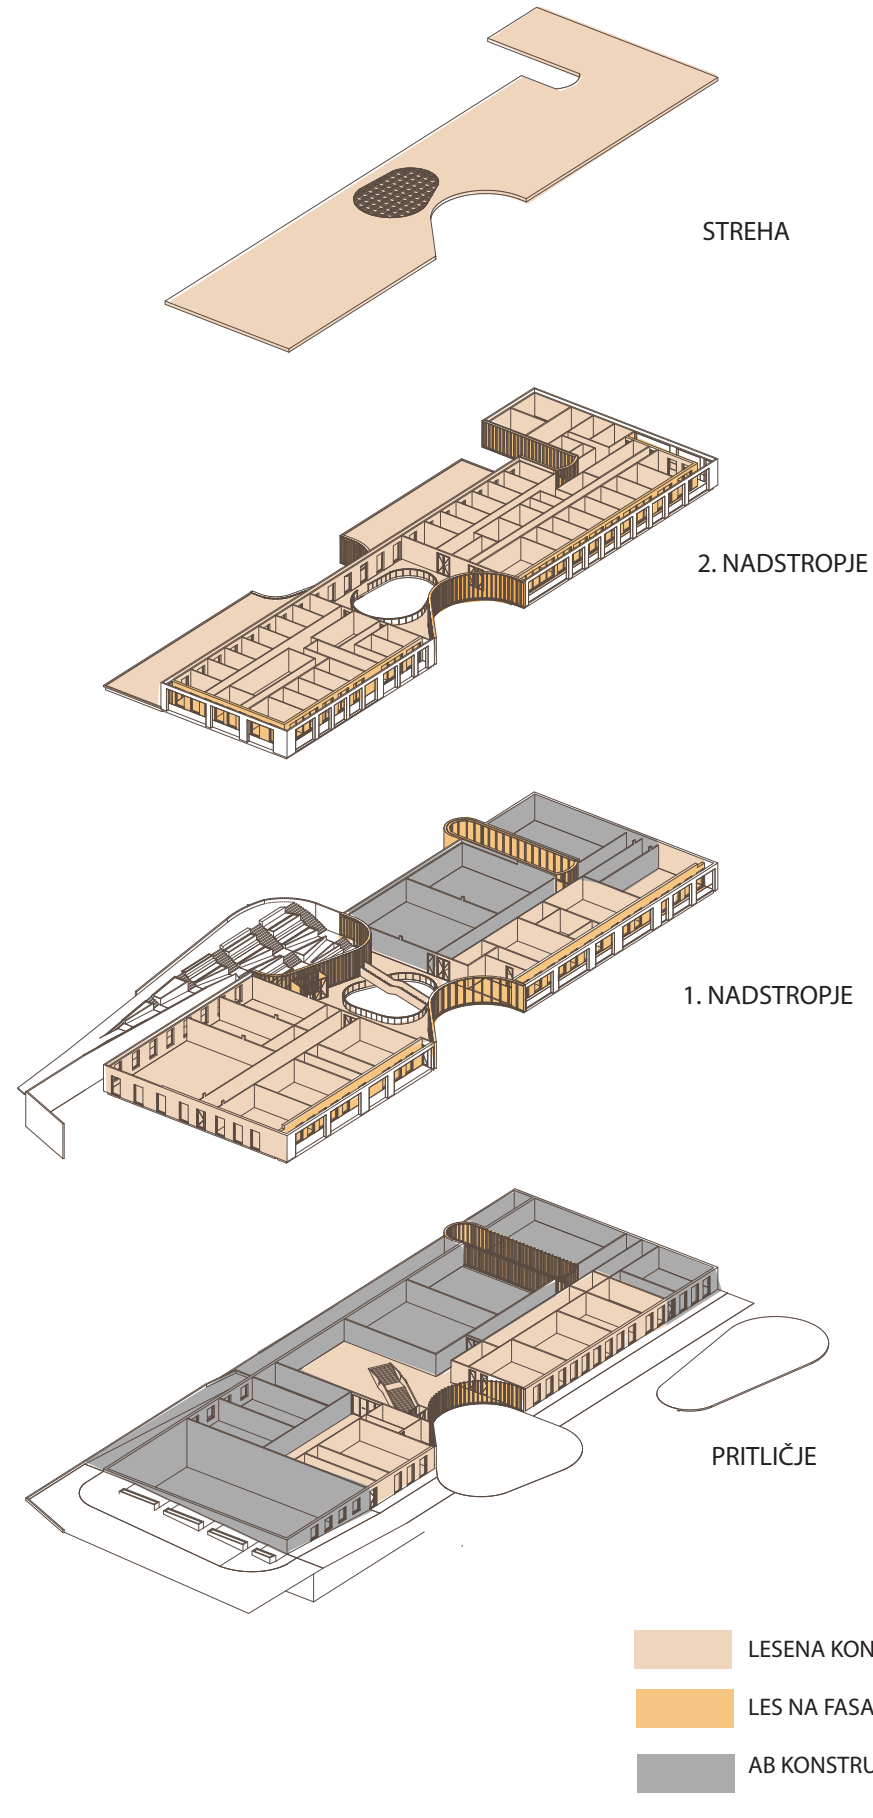 STREHA
2. NADSTROPJE
1. NADSTROPJE
PRITLIČJE
LESENA KON
LES NA FASA
AB KONSTRU